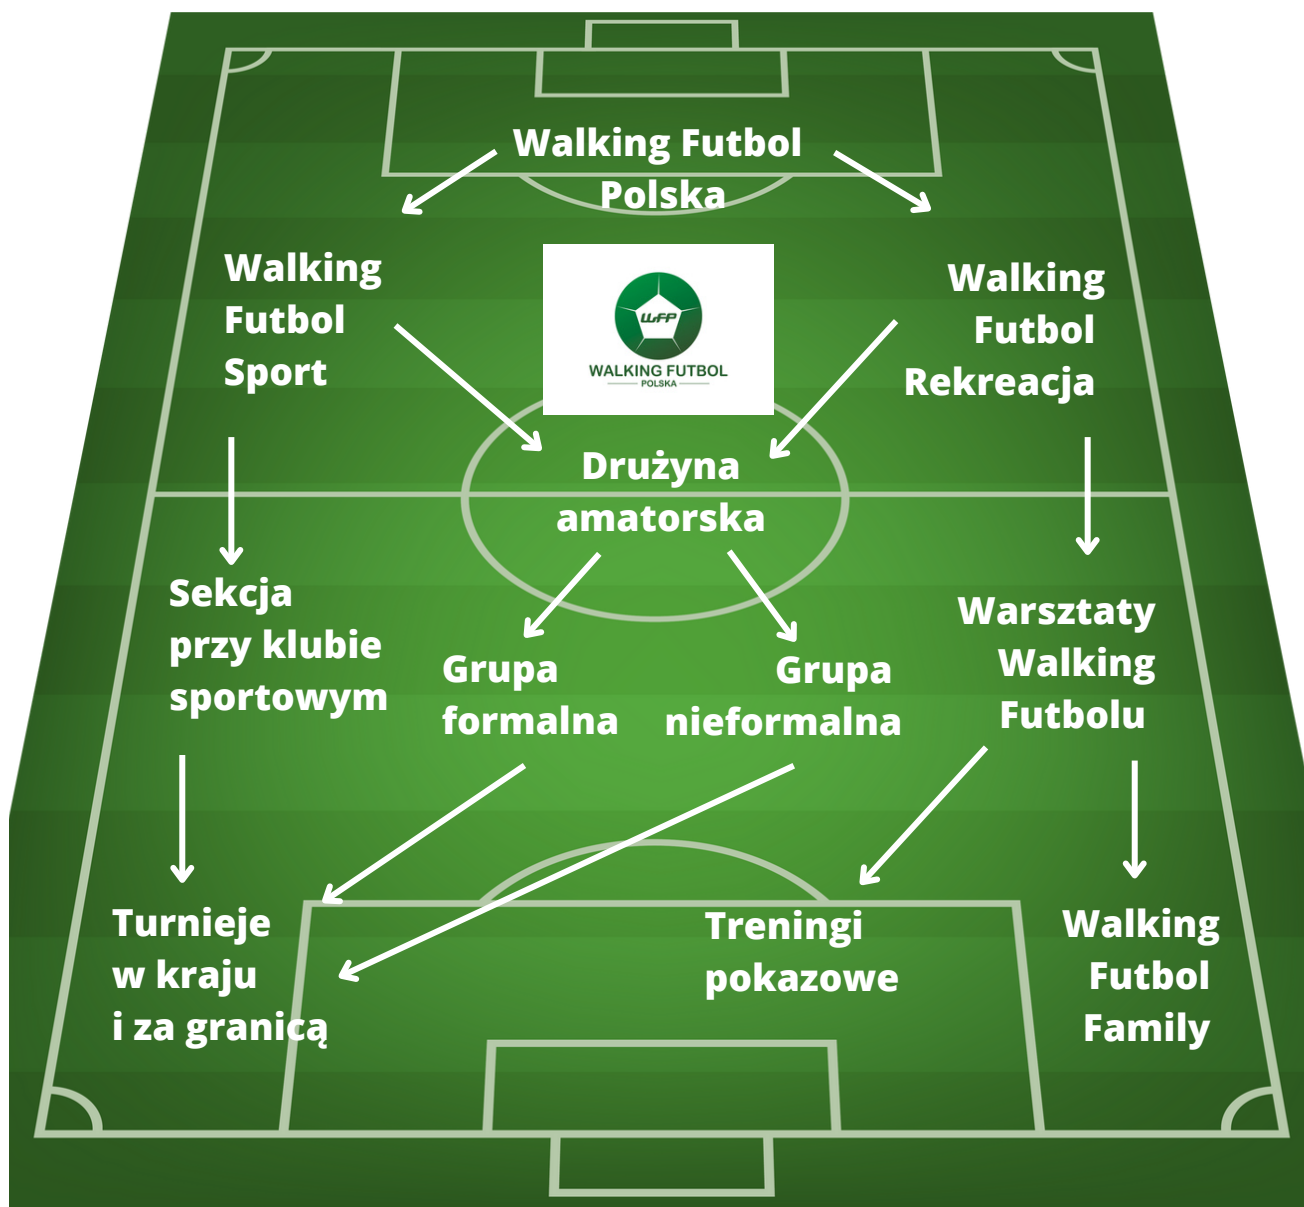 Walking Futbol
Polska
Walking
Futbol
Sport
WFP
WALKING FUTBOL
POLSKA
Walking
Futbol
Rekreacja
Drużyna
amatorska
Sekcja
przy klubie
sportowym
Grupa
formalna
Grupa
nieformalna
Warsztaty
Walking
Futbolu
Turnieje
w kraju
i za granicą
Treningi
pokazowe
Walking
Futbol
Family